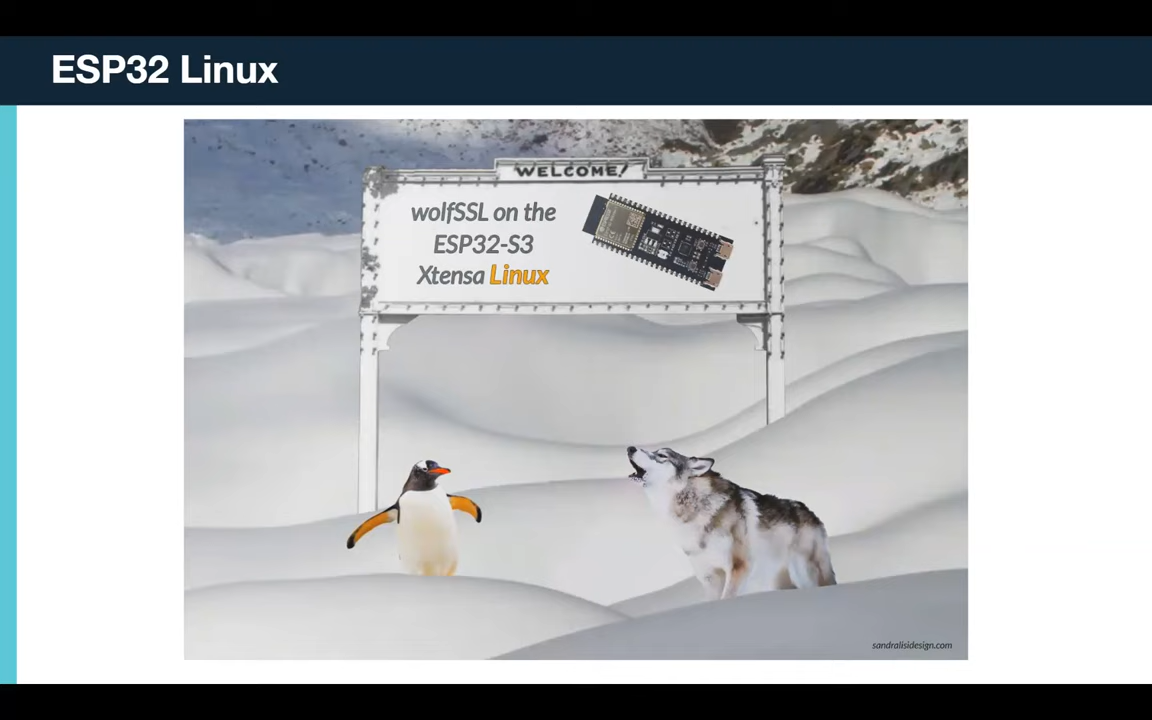 ESP32 Linux
WELCOME!
wolfSSL on the
ESP32-S3
Xtensa Linux
sandralisidesign.com